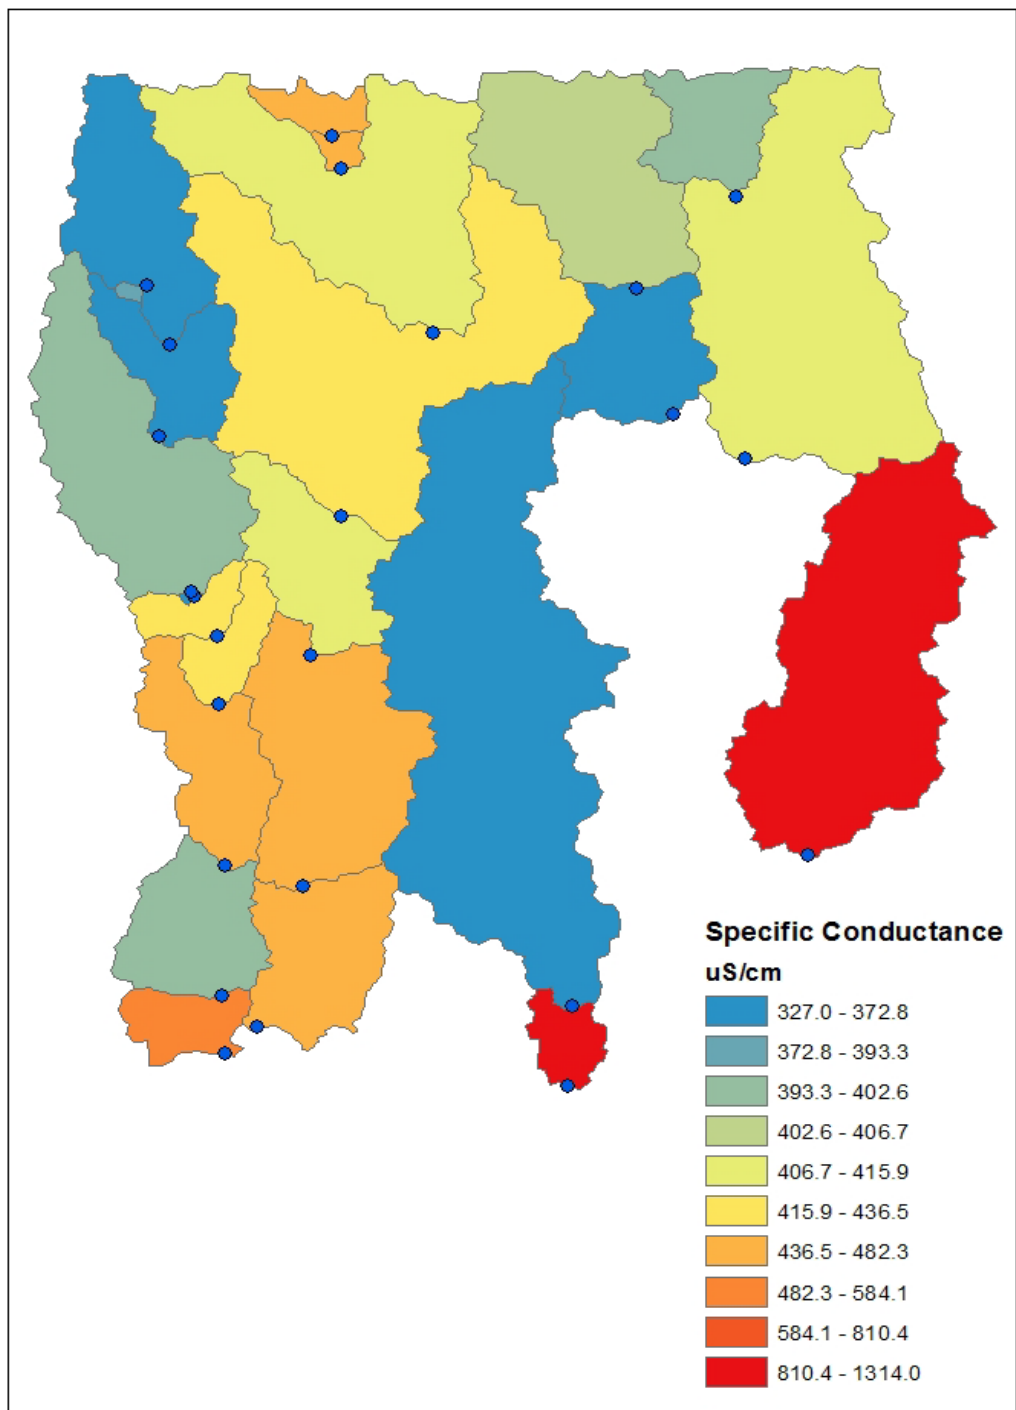 Specific Conductance
uS/cm
327.0 - 372.8
372.8 - 393.3
393.3 - 402.6
402.6 - 406.7
406.7 - 415.9
415.9 - 436.5
436.5 - 482.3
482.3 - 584.1
584.1 - 810.4
810.4 - 1314.0